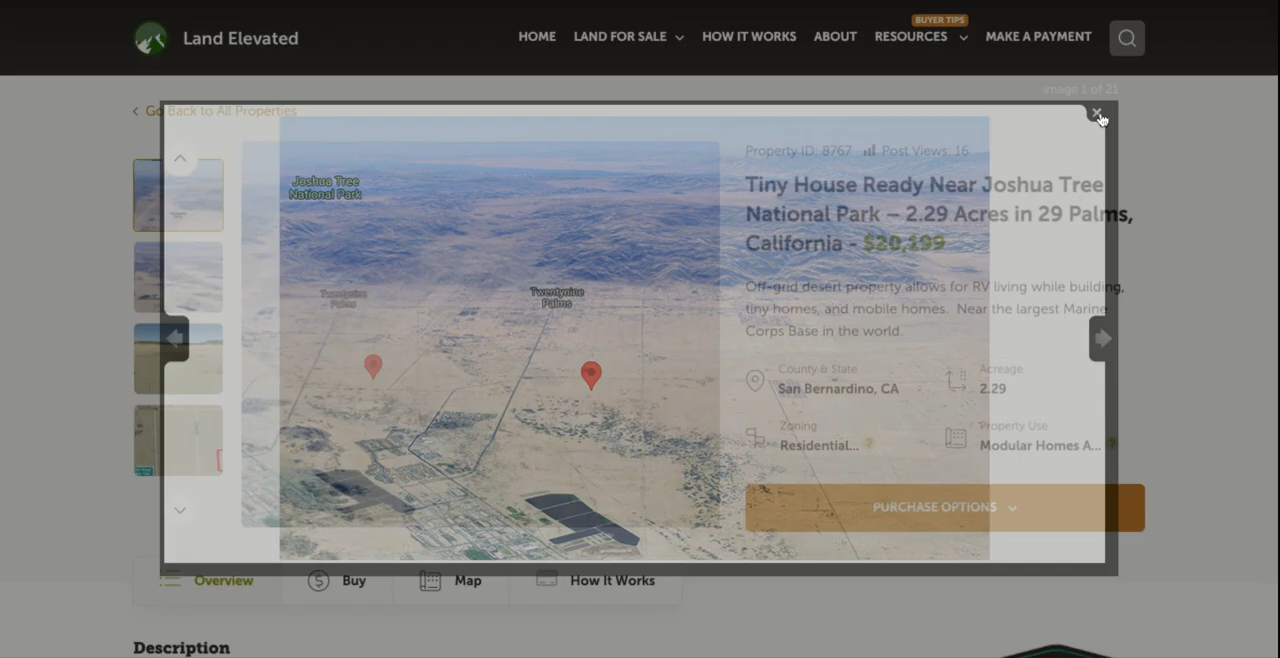 BUYER TIPS
Land Elevated
HOME LAND FOR SALE HOW IT WORKS ABOUT RESOURCES MAKE A PAYMENT
image 1 of 21
Go Back to All Properties
Property ID: 8767 Post Views: 16
Joshua Tree
National Park
Tiny House Ready Near Joshua Tree
National Park – 2.29 Acres in 29 Palms,
California - $20,199
Off-grid desert property allows for RV living while building,
tiny homes, and mobile homes. Near the largest Marine
Corps Base in the world.
Twentynine
Palms
Twentynine
Palms
County & State
San Bernardino, CA
Acreage
2.29
Zoning
Residential...
Property Use
Modular Homes A...
PURCHASE OPTIONS
Overview Buy Map How It Works
Description